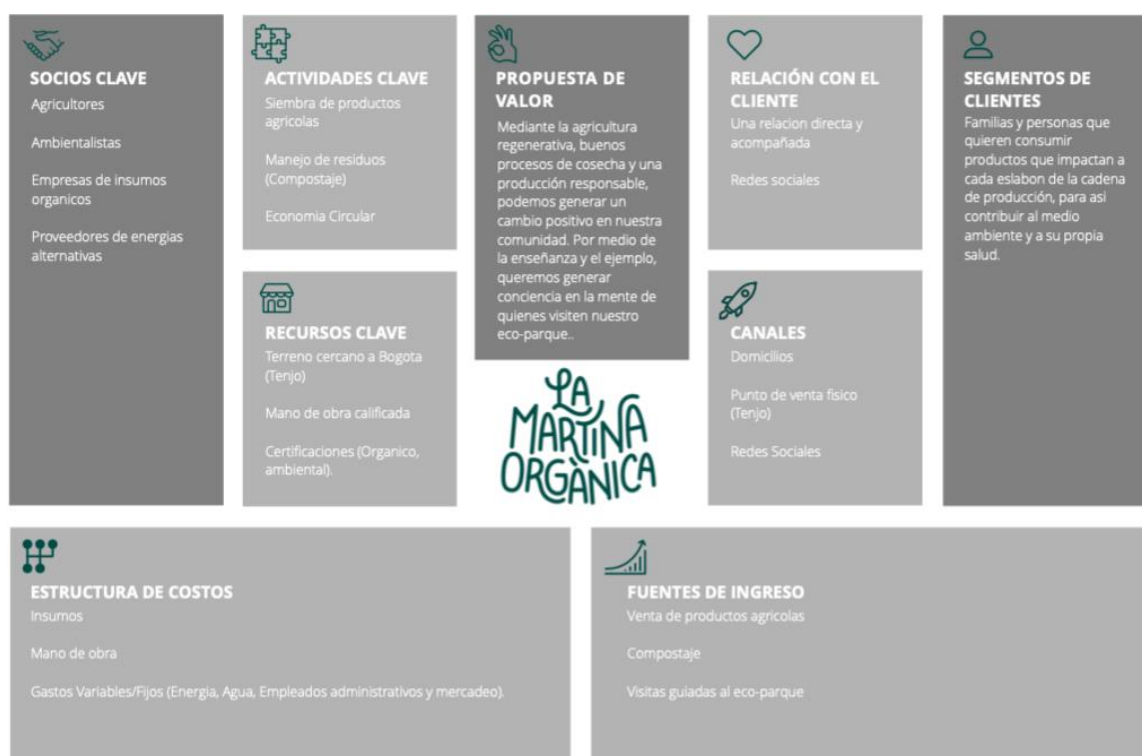 SOCIOS CLAVE
Agricultores
Ambientalistas
Empresas de insumos
organicos
Proveedores de energias
alternativas
ACTIVIDADES CLAVE
Siembra de productos
agricolas
Manejo de residuos
(Compostaje)
Economia Circular
RECURSOS CLAVE
Terreno cercano a Bogota
(Tenjo)
Mano de obra calificada
Certificaciones (Organico,
ambiental).
PROPUESTA DE
VALOR
Mediante la agricultura
regenerativa, buenos
procesos de cosecha y una
producción responsable,
podemos generar un
cambio positivo en nuestra
comunidad. Por medio de
la enseñanza y el ejemplo,
queremos generar
conciencia en la mente de
quienes visiten nuestro
eco-parque..
LA
MARTINA
ORGÀNICA
RELACIÓN CON EL
CLIENTE
Una relacion directa y
acompañada
Redes sociales
CANALES
Domicilios
Punto de venta fisico
(Tenjo)
Redes Sociales
SEGMENTOS DE
CLIENTES
Familias y personas que
quieren consumir
productos que impactan a
cada eslabon de la cadena
de producción, para asi
contribuir al medio
ambiente y a su propia
salud.
ESTRUCTURA DE COSTOS
Insumos
Mano de obra
Gastos Variables/Fijos (Energia, Agua, Empleados administrativos y mercadeo).
FUENTES DE INGRESO
Venta de productos agricolas
Compostaje
Visitas guiadas al eco-parque